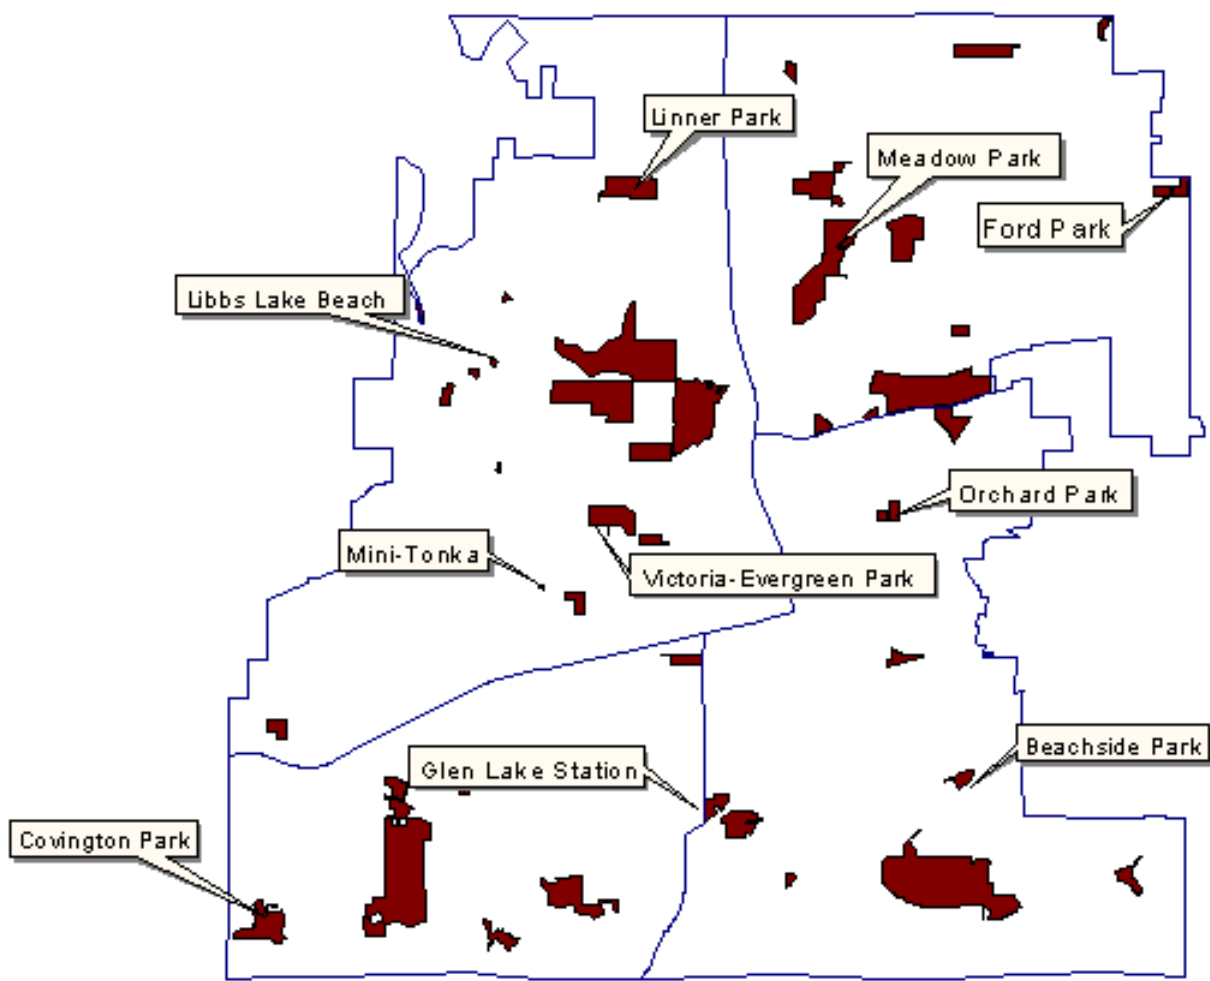 Linner Park
Meadow Park
Ford Park
Libbs Lake Beach
Orchard Park
Mini-Tonka
Victoria-Evergreen Park
Beachside Park
Glen Lake Station
Covington Park